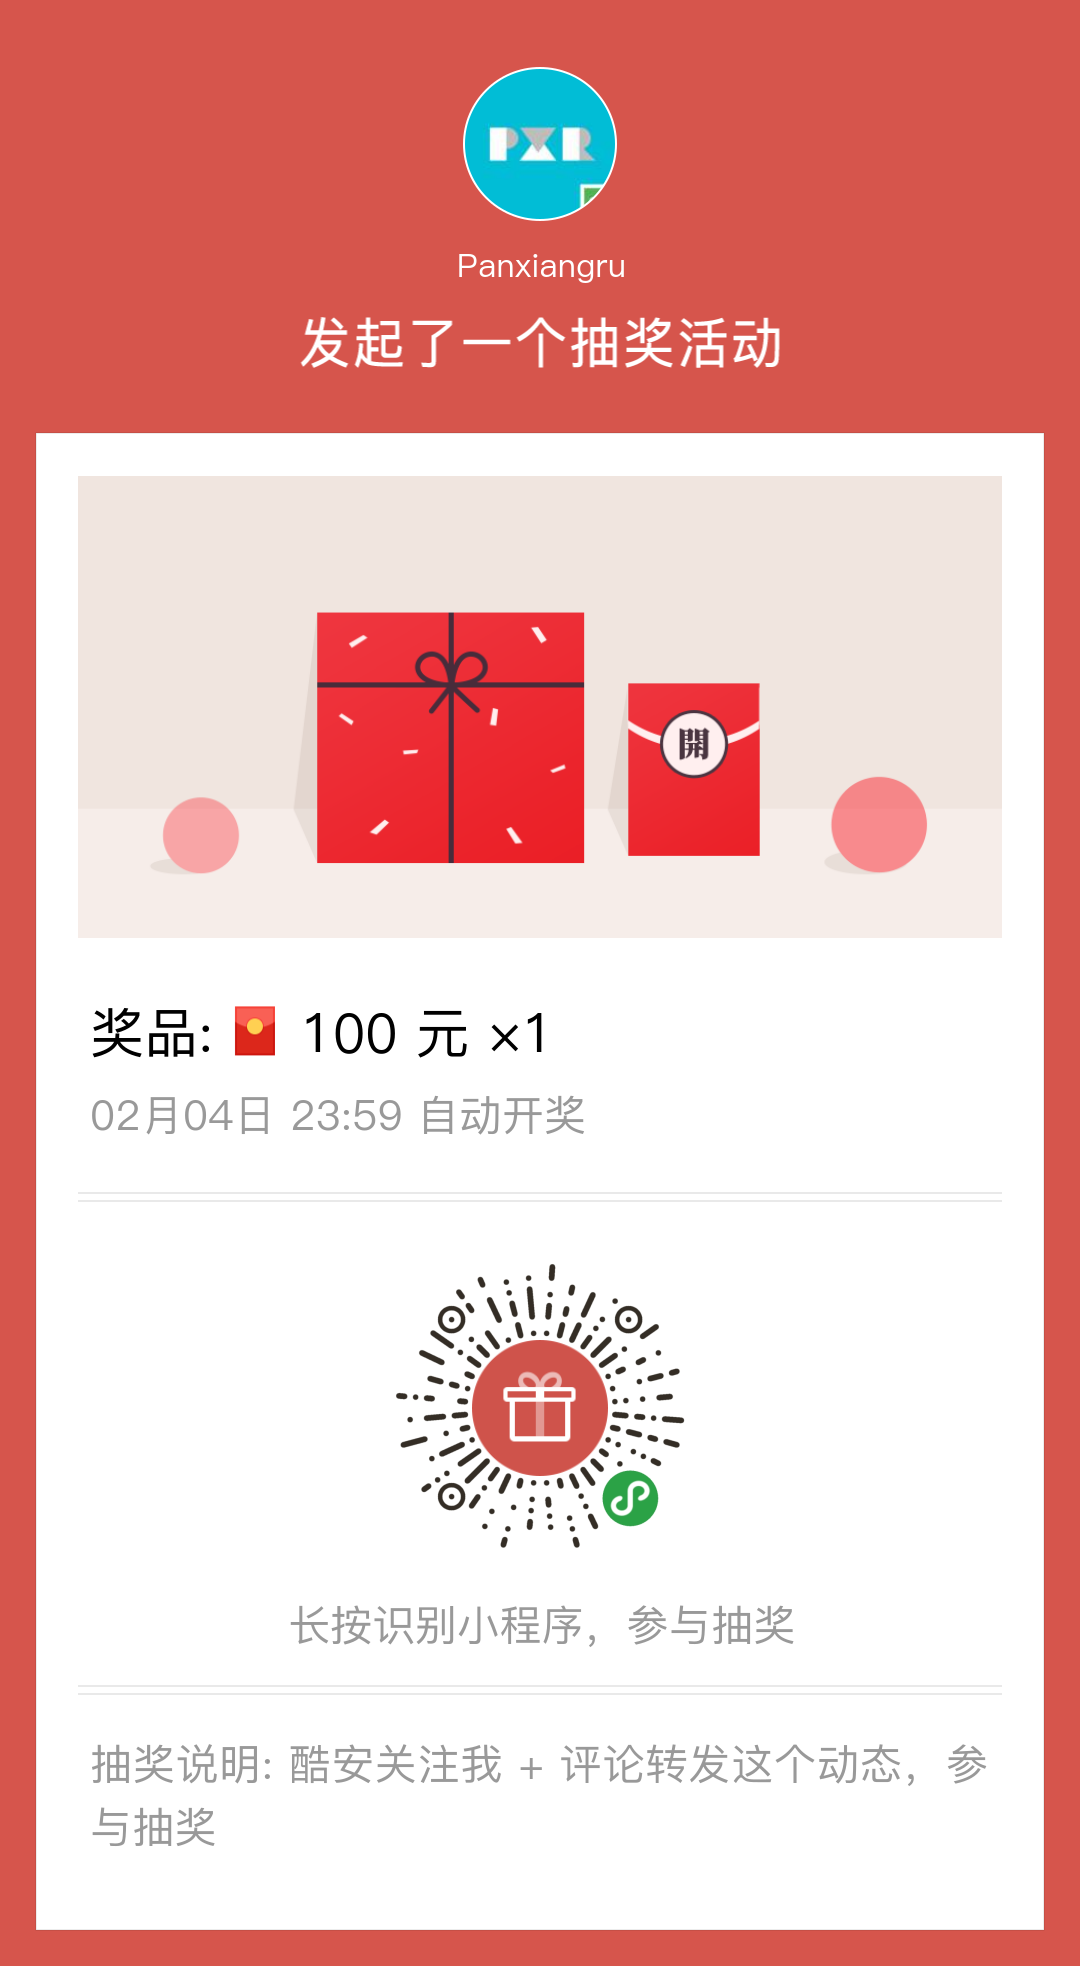 PXR
Panxiangru
发起了一个抽奖活动
開
奖品: 100 元 ×1
02月04日 23:59 自动开奖
长按识别小程序，参与抽奖
抽奖说明: 酷安关注我 + 评论转发这个动态，参
与抽奖